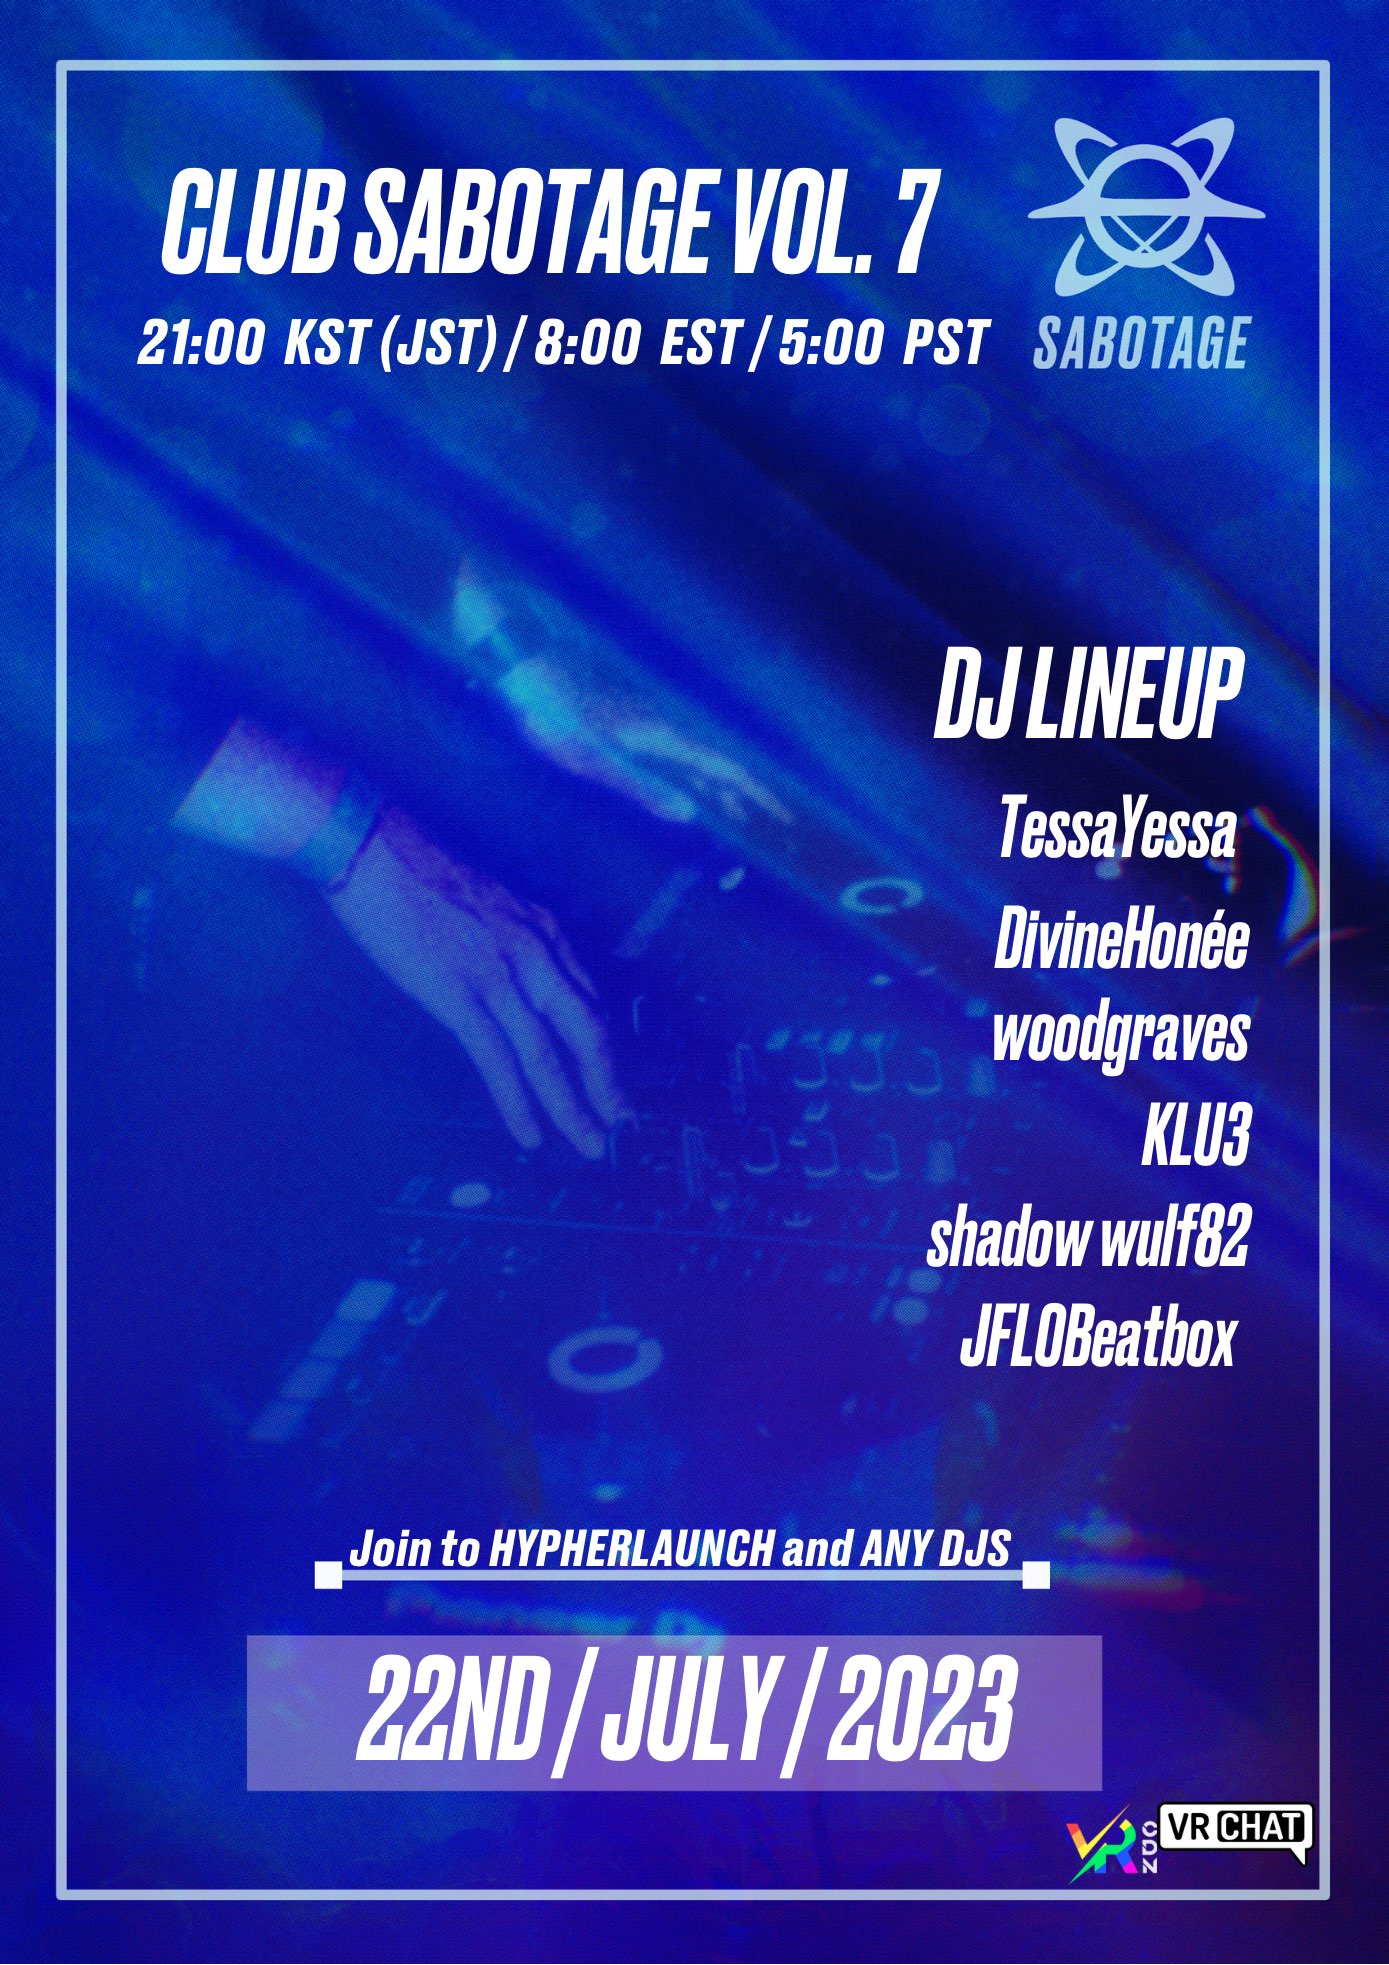 CLUB SABOTAGE VOL. 7
21:00 KST (JST) / 8:00 EST / 5:00 PST
SABOTAGE
DJ LINEUP
TessaYessa
DivineHonée
woodgraves
KLU3
shadow wulf82
JFLOBeatbox
Join to HYPHERLAUNCH and ANY DJS
22ND / JULY / 2023
VR
VR CHAT